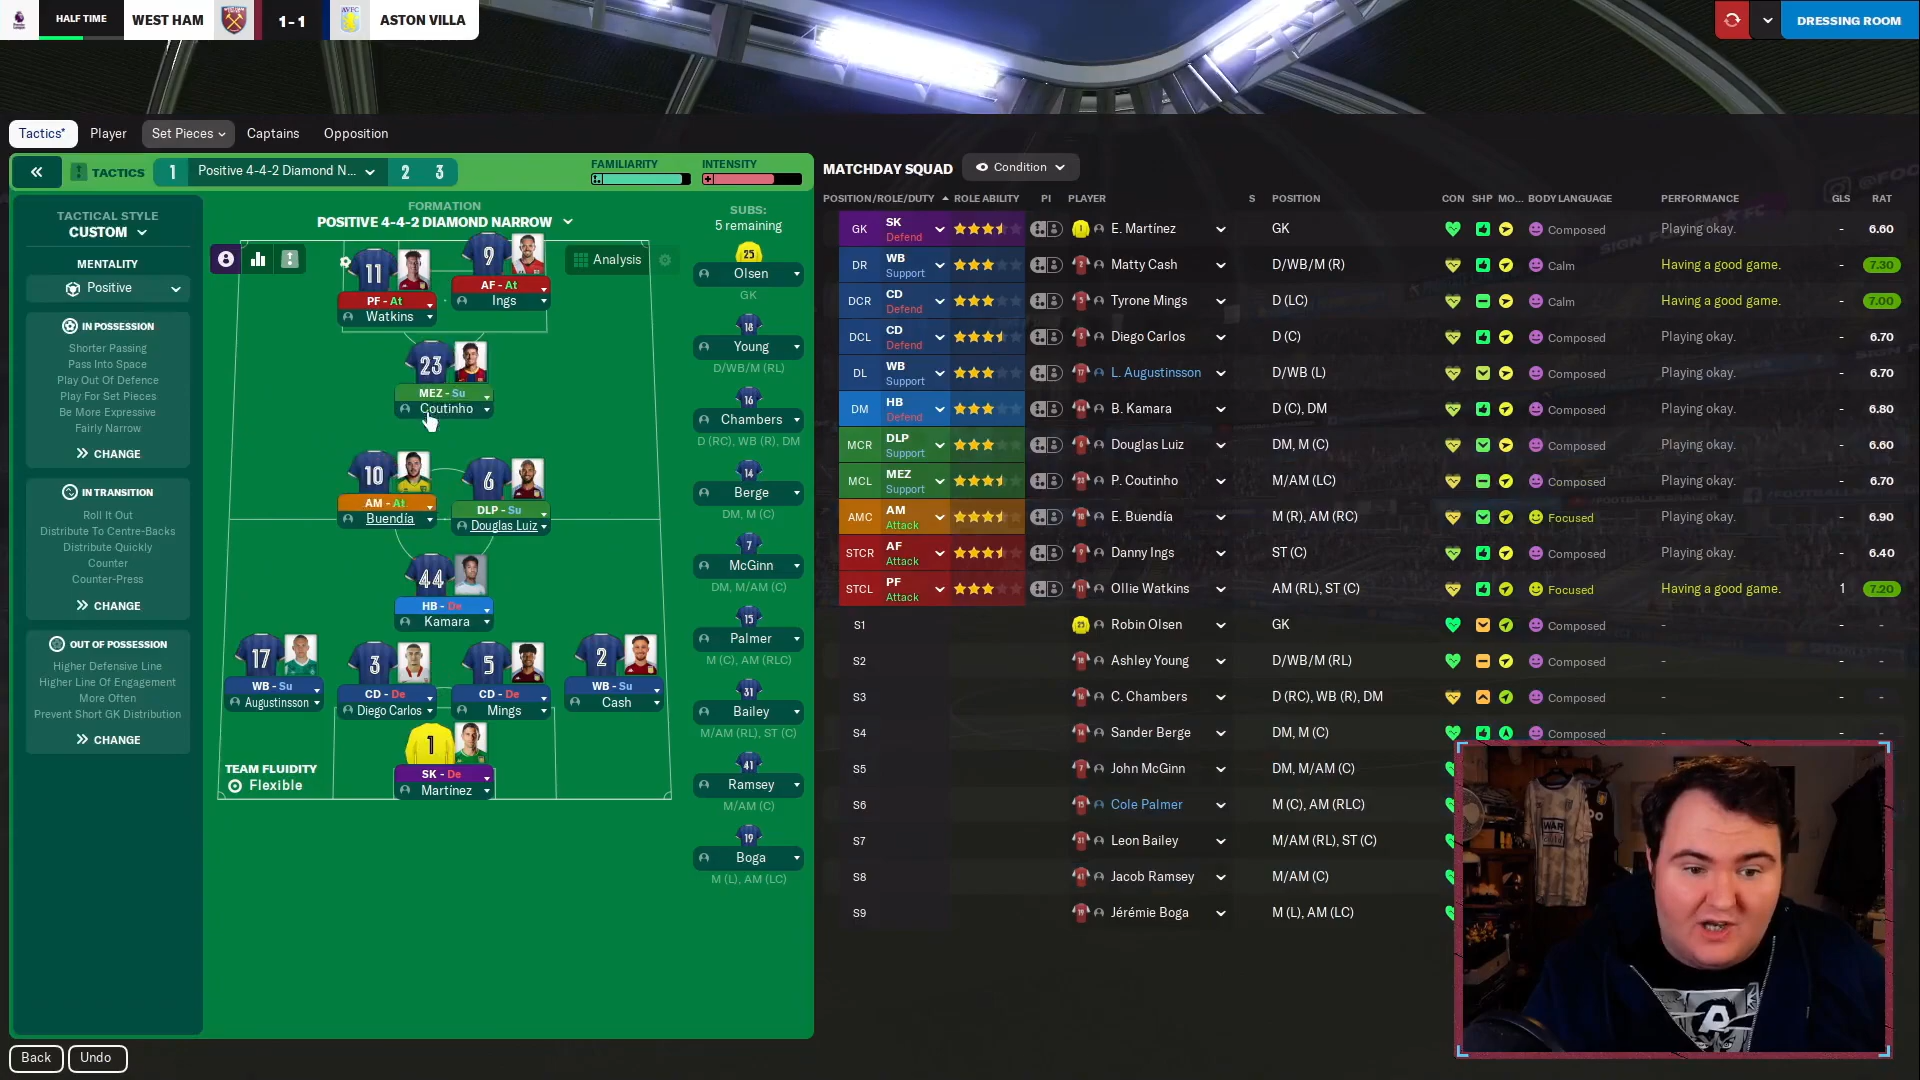 HALF TIME WEST HAM 1 - 1 ASTON VILLA
DRESSING ROOM
Tactics* Player Set Pieces Captains Opposition
TACTICS 1 Positive 4-4-2 Diamond N... 2 3
FAMILIARITY
INTENSITY
TACTICAL STYLE
CUSTOM
MENTALITY
Positive
IN POSSESSION
Shorter Passing
Pass Into Space
Play Out Of Defence
Play For Set Pieces
Be More Expressive
Fairly Narrow
CHANGE
IN TRANSITION
Roll It Out
Distribute To Centre-Backs
Distribute Quickly
Counter
Counter-Press
CHANGE
OUT OF POSSESSION
Higher Defensive Line
Higher Line Of Engagement
More Often
Prevent Short GK Distribution
CHANGE
FORMATION
POSITIVE 4-4-2 DIAMOND NARROW
Analysis
11
PF - At
Watkins
9
AF - At
Ings
23
MEZ - Su
Coutinho
10
AM - At
Buendía
6
DLP - Su
Douglas Luiz
44
HB - De
Kamara
17
WB - Su
Augustinsson
3
CD - De
Diego Carlos
5
CD - De
Mings
2
WB - Su
Cash
1
SK - De
Martínez
TEAM FLUIDITY
Flexible
SUBS:
5 remaining
25
Olsen
GK
18
Young
D/WB/M (RL)
16
Chambers
D (RC), WB (R), DM
14
Berge
DM, M (C)
7
McGinn
DM, M/AM (C)
15
Palmer
M (C), AM (RLC)
31
Bailey
M/AM (RL), ST (C)
41
Ramsey
M/AM (C)
19
Boga
M (L), AM (LC)
Back Undo
MATCHDAY SQUAD Condition
POSITION/ROLE/DUTY ROLE ABILITY PI PLAYER S POSITION CON SHP MO... BODY LANGUAGE PERFORMANCE GLS RAT
GK SK Defend E. Martínez GK Composed Playing okay. - 6.60
DR WB Support Matty Cash D/WB/M (R) Calm Having a good game. - 7.30
DCR CD Defend Tyrone Mings D (LC) Calm Having a good game. - 7.00
DCL CD Defend Diego Carlos D (C) Composed Playing okay. - 6.70
DL WB Support L. Augustinsson D/WB (L) Composed Playing okay. - 6.70
DM HB Defend B. Kamara D (C), DM Composed Playing okay. - 6.80
MCR DLP Support Douglas Luiz DM, M (C) Composed Playing okay. - 6.60
MCL MEZ Support P. Coutinho M/AM (LC) Composed Playing okay. - 6.70
AMC AM Attack E. Buendía M (R), AM (RC) Focused Playing okay. - 6.90
STCR AF Attack Danny Ings ST (C) Composed Playing okay. - 6.40
STCL PF Attack Ollie Watkins AM (RL), ST (C) Focused Having a good game. 1 7.20
S1 Robin Olsen GK Composed - - -
S2 Ashley Young D/WB/M (RL) Composed - - -
S3 C. Chambers D (RC), WB (R), DM Composed - - -
S4 Sander Berge DM, M (C) Composed - - -
S5 John McGinn DM, M/AM (C)
S6 Cole Palmer M (C), AM (RLC)
S7 Leon Bailey M/AM (RL), ST (C)
S8 Jacob Ramsey M/AM (C)
S9 Jérémie Boga M (L), AM (LC)
WAR